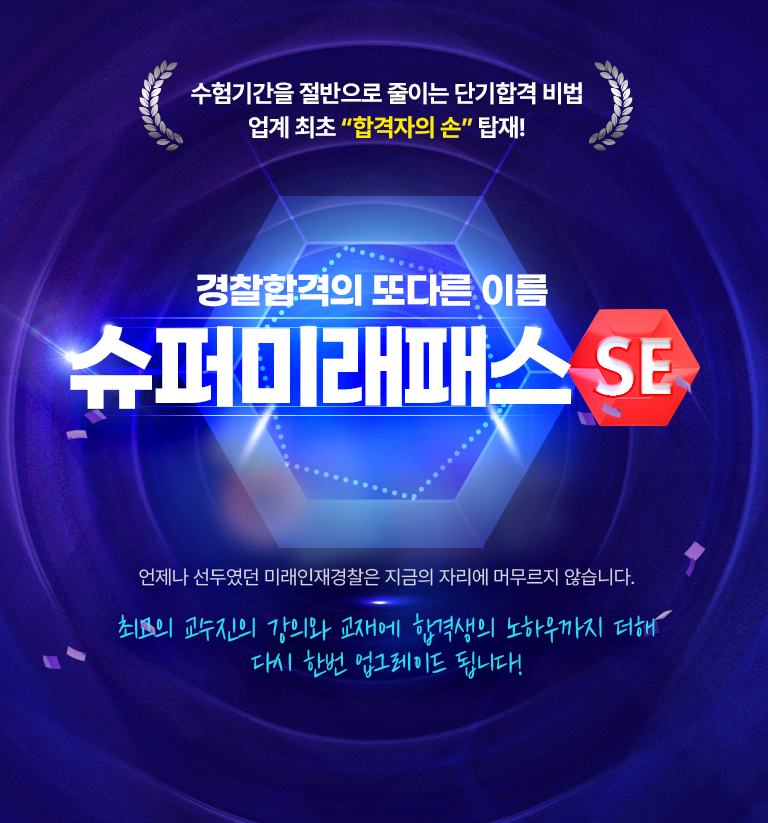 수험기간을 절반으로 줄이는 단기합격 비법
업계 최초 “합격자의 손” 탑재!
경찰합격의 또다른 이름
슈퍼미래패스 SE
언제나 선두였던 미래인재경찰은 지금의 자리에 머무르지 않습니다.
최고의 교수진의 강의와 교재에 합격생의 노하우까지 더해
다시 한번 업그레이드 됩니다!